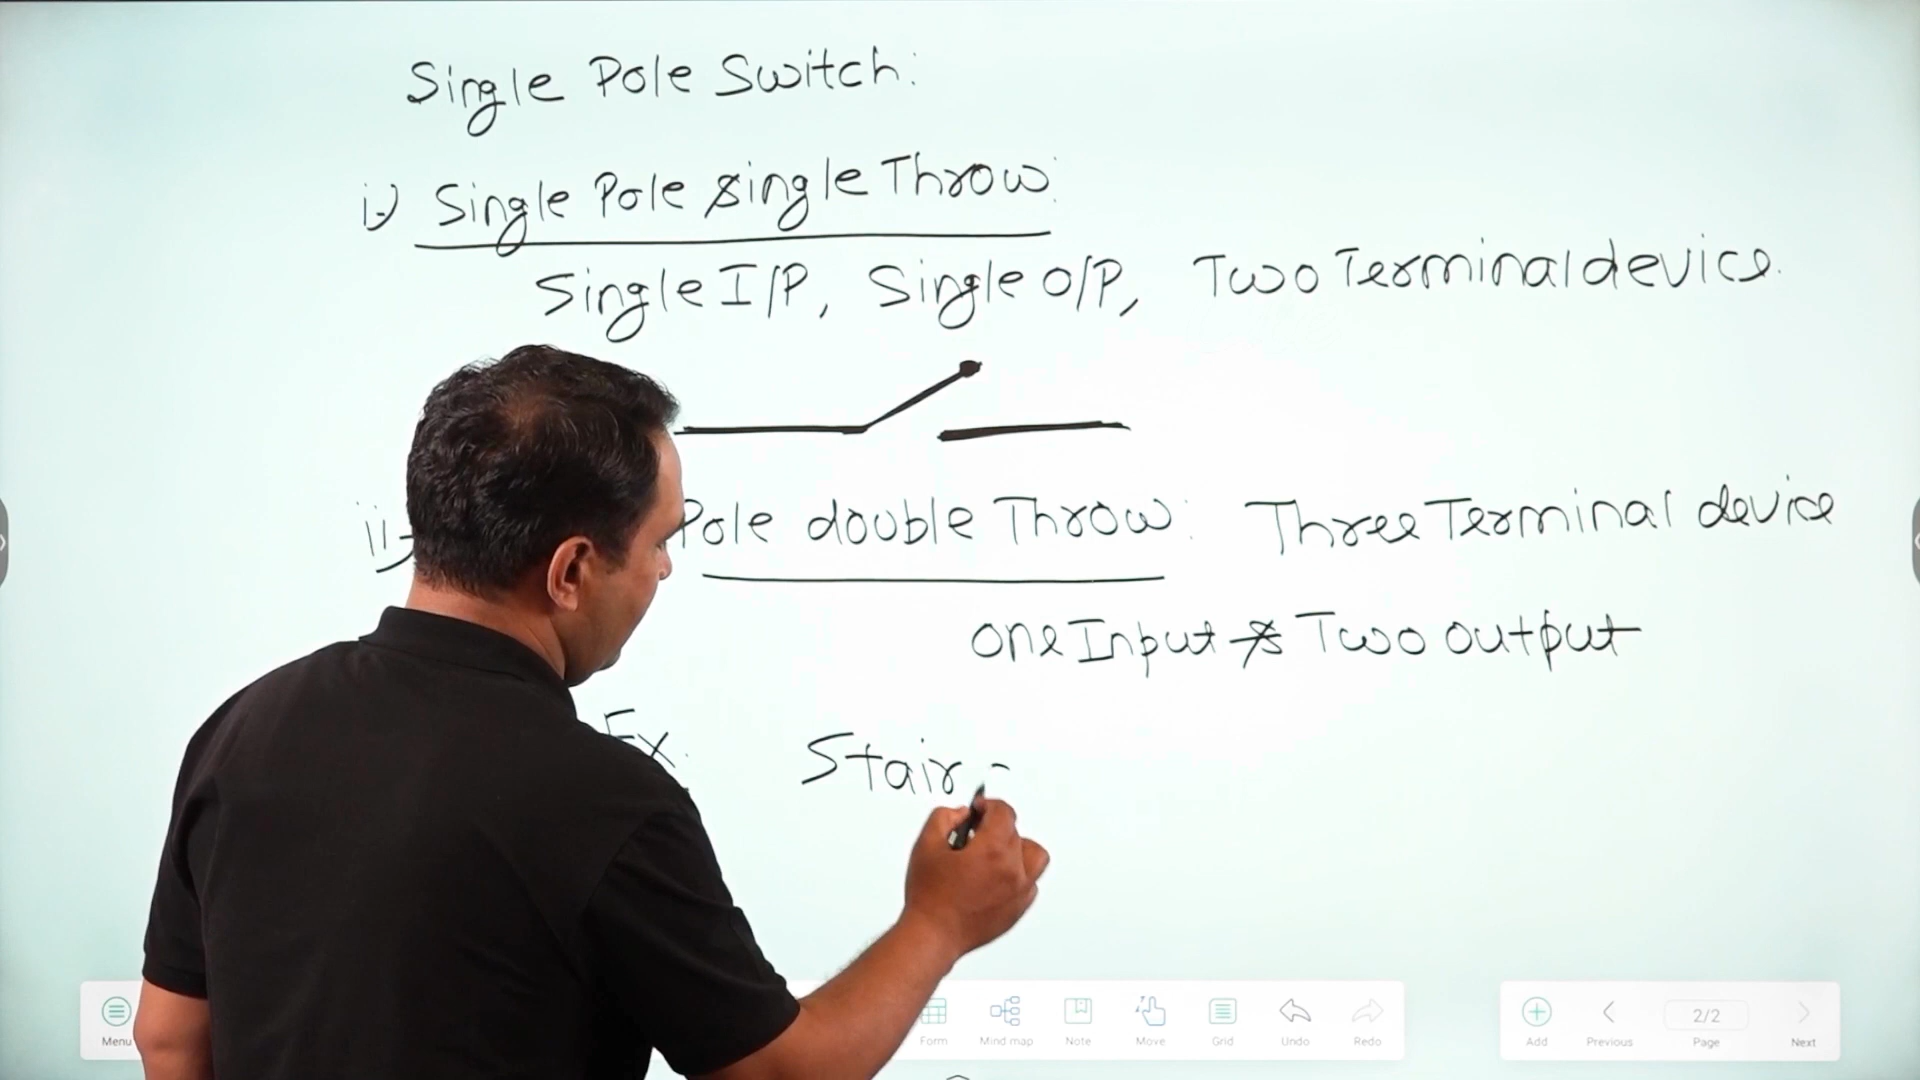 Single Pole Switch:
i-) Single Pole single Throw:
Single I/P, Single O/P, Two Terminal device.
ii-) Pole double Throw: Three Terminal device
one Input & Two output
Ex. Stair
Menu Form Mind map Note Move Grid Undo Redo Add Previous 2/2 Page Next